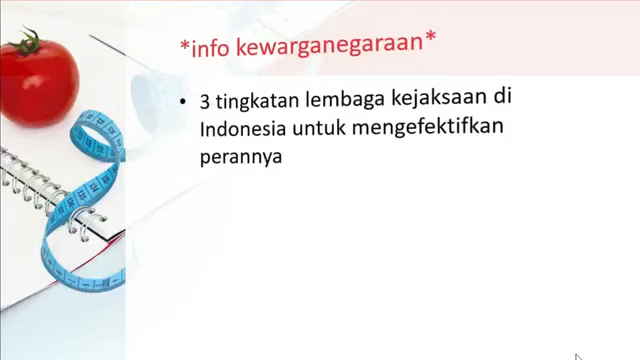 *info kewarganegaraan*
• 3 tingkatan lembaga kejaksaan di
Indonesia untuk mengefektifkan
perannya